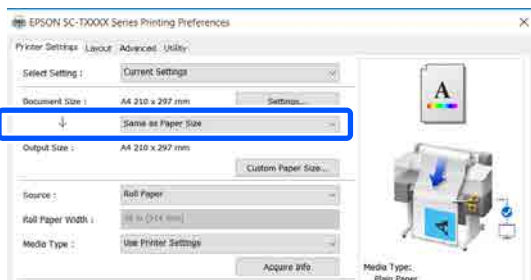 EPSON SC-TXXXX Series Printing Preferences
Printer Settings Layout Advanced Utility
Select Setting : Current Settings
Document Size : A4 210 x 297 mm Settings...
Same as Paper Size
Output Size : A4 210 x 297 mm
Custom Paper Size...
Source : Roll Paper
Roll Paper Width :
Media Type : Use Printer Settings
Acquire Info
Media Type:
Plain Paper
A
A